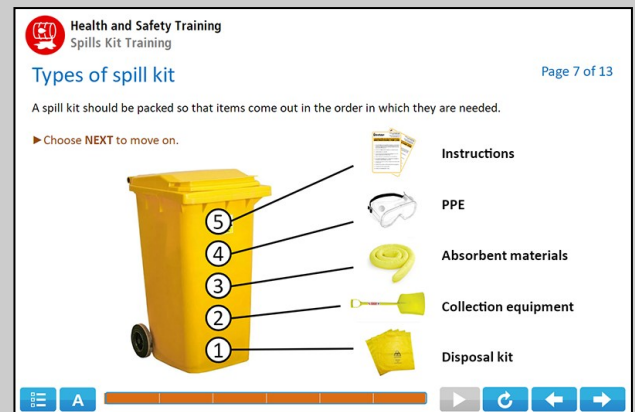 Health and Safety Training
Spills Kit Training
Types of spill kit
Page 7 of 13
A spill kit should be packed so that items come out in the order in which they are needed.
►Choose NEXT to move on.
5 Instructions
4 PPE
3 Absorbent materials
2 Collection equipment
1 Disposal kit
A